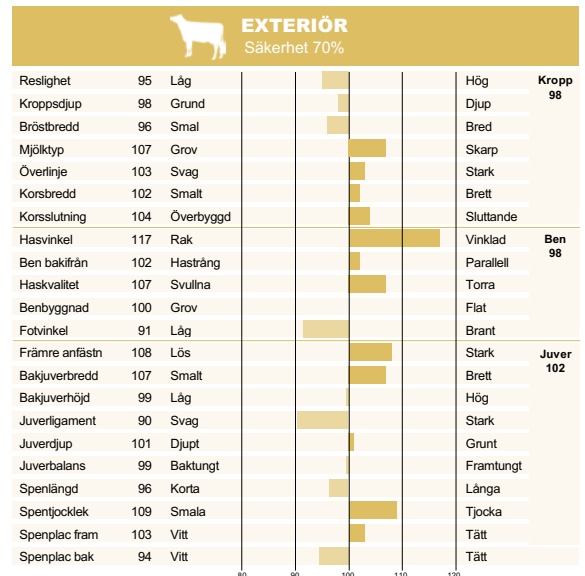 EXTERIÖR
Säkerhet 70%
Reslighet 95 Låg Hög Kropp
Kroppsdjup 98 Grund Djup 98
Bröstbredd 96 Smal Bred
Mjölktyp 107 Grov Skarp
Överlinje 103 Svag Stark
Korsbredd 102 Smalt Brett
Korsslutning 104 Överbyggd Sluttande
Hasvinkel 117 Rak Vinklad Ben
Ben bakifrån 102 Hastrång Parallell 98
Haskvalitet 107 Svullna Torra
Benbyggnad 100 Grov Flat
Fotvinkel 91 Låg Brant
Främre anfästn 108 Lös Stark Juver
Bakjuverbredd 107 Smalt Brett 102
Bakjuverhöjd 99 Låg Hög
Juverligament 90 Svag Stark
Juverdjup 101 Djupt Grunt
Juverbalans 99 Baktungt Framtungt
Spenlängd 96 Korta Långa
Spentjocklek 109 Smala Tjocka
Spenplac fram 103 Vitt Tätt
Spenplac bak 94 Vitt Tätt
80 90 100 110 120